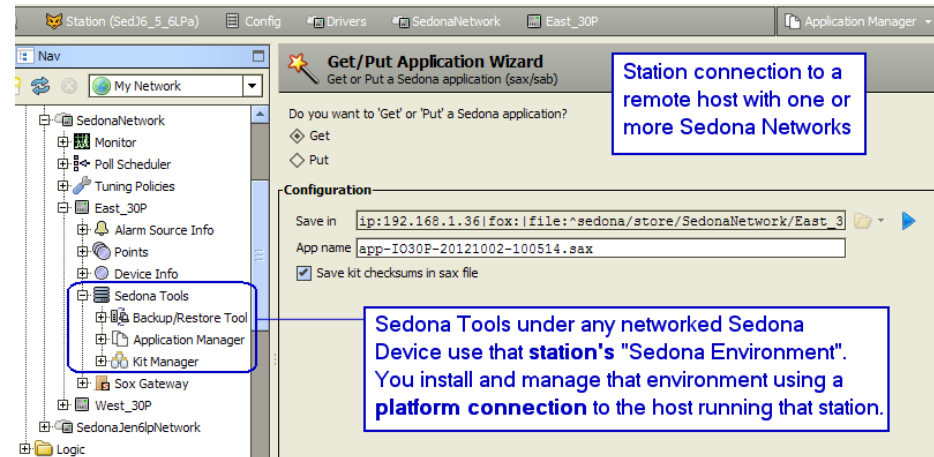 Station (SedJ6_5_6LPa) Config Drivers SedonaNetwork East_30P Application Manager
Nav
My Network
SedonaNetwork
Monitor
Poll Scheduler
Tuning Policies
East_30P
Alarm Source Info
Points
Device Info
Sedona Tools
Backup/Restore Tool
Application Manager
Kit Manager
Sox Gateway
West_30P
SedonaJen6lpNetwork
Logic
Get/Put Application Wizard
Get or Put a Sedona application (sax/sab)
Station connection to a
remote host with one or
more Sedona Networks
Do you want to 'Get' or 'Put' a Sedona application?
Get
Put
Configuration
Save in ip:192.168.1.36|fox:|file:^sedona/store/SedonaNetwork/East_3
App name app-IO30P-20121002-100514.sax
Save kit checksums in sax file
Sedona Tools under any networked Sedona
Device use that station's "Sedona Environment".
You install and manage that environment using a
platform connection to the host running that station.